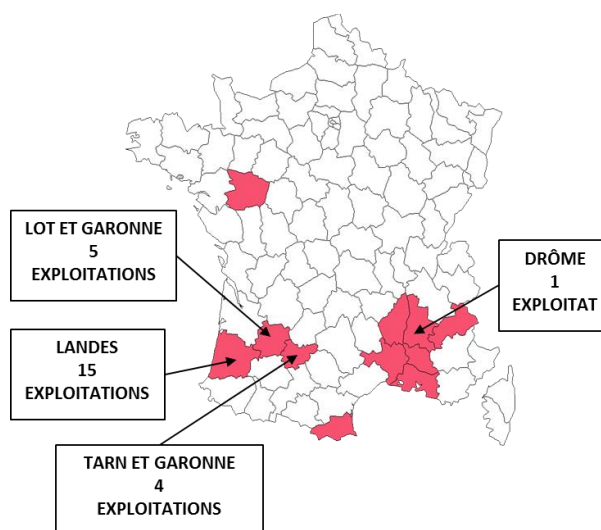 LOT ET GARONNE
5
EXPLOITATIONS
DRÔME
1
EXPLOITAT
LANDES
15
EXPLOITATIONS
TARN ET GARONNE
4
EXPLOITATIONS